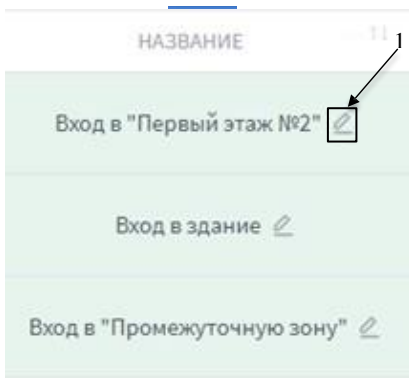 НАЗВАНИЕ
1
Вход в "Первый этаж №2"
Вход в здание
Вход в "Промежуточную зону"